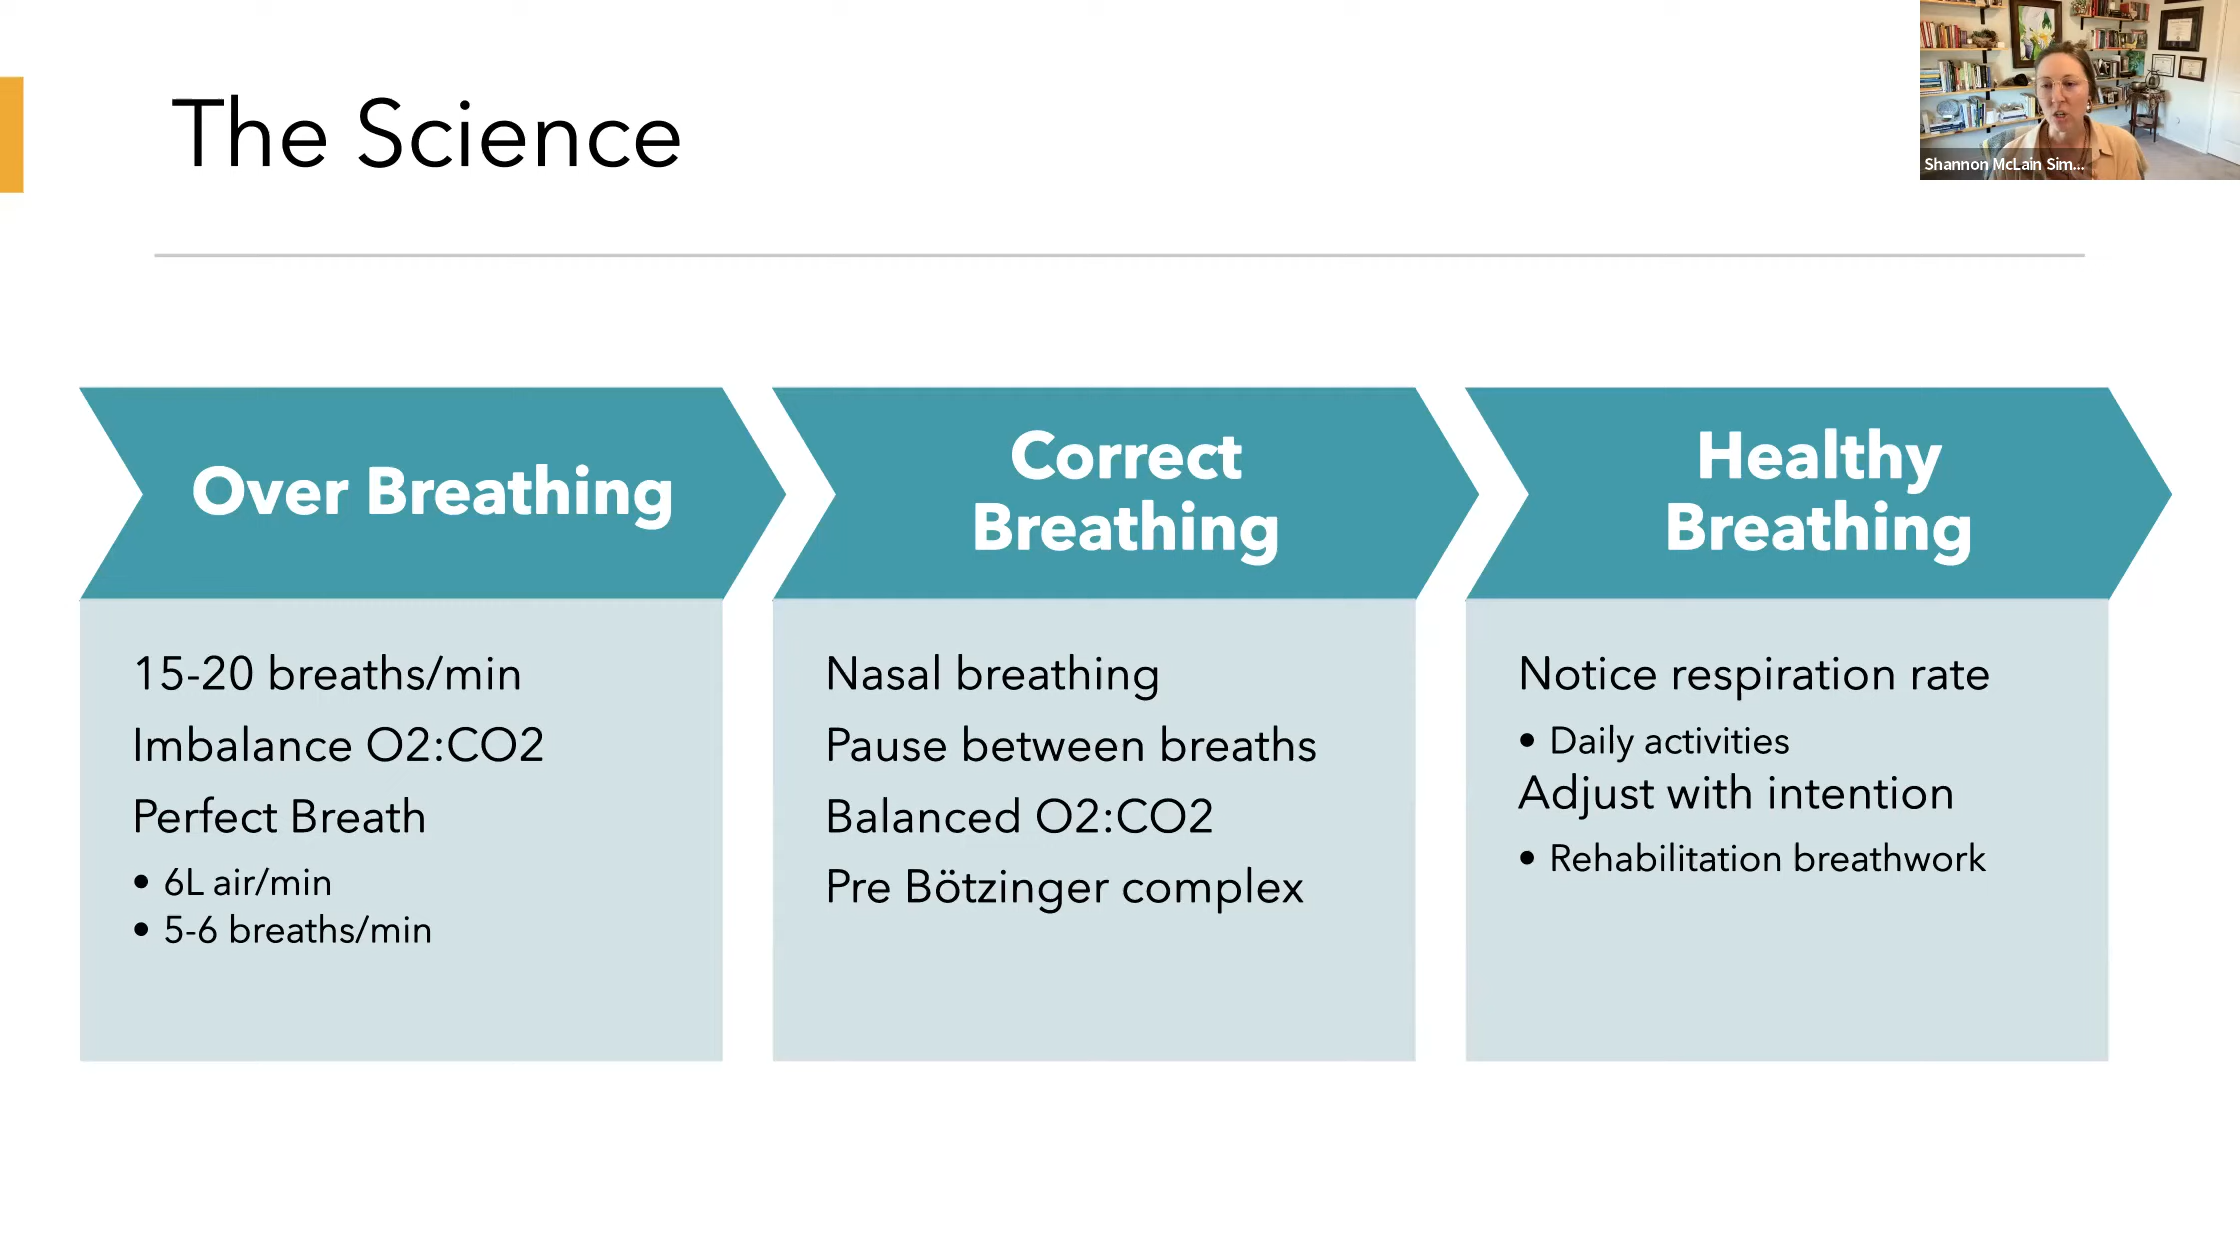 The Science
Shannon McLain Sim...
Over Breathing
15-20 breaths/min
Imbalance O2:CO2
Perfect Breath
• 6L air/min
• 5-6 breaths/min
Correct
Breathing
Nasal breathing
Pause between breaths
Balanced O2:CO2
Pre Bötzinger complex
Healthy
Breathing
Notice respiration rate
• Daily activities
Adjust with intention
• Rehabilitation breathwork